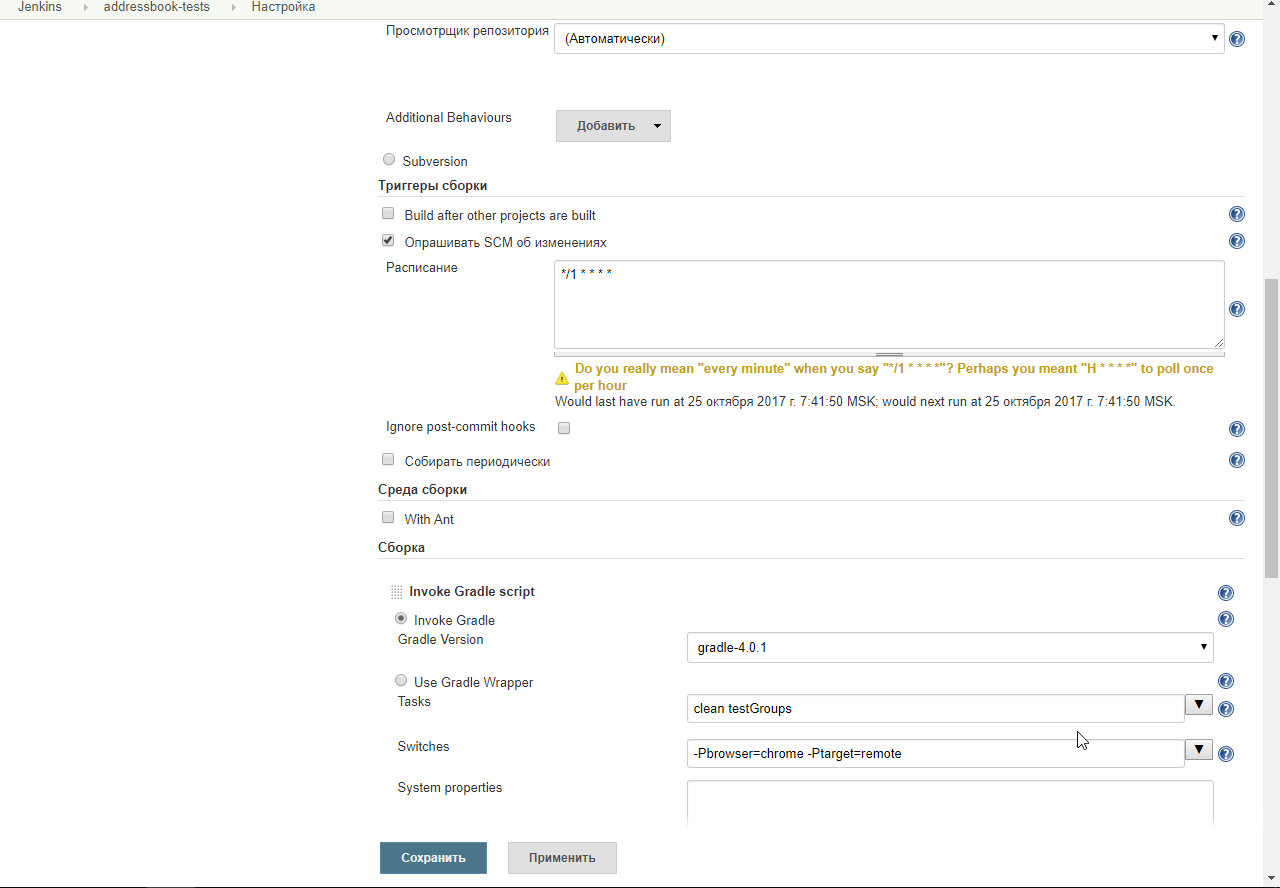 Jenkins addressbook-tests Настройка
Просмотрщик репозитория (Автоматически)
Additional Behaviours Добавить
Subversion
Триггеры сборки
Build after other projects are built
Опрашивать SCM об изменениях
Расписание */1 * * * *
Do you really mean "every minute" when you say "*/1 * * * *"? Perhaps you meant "H * * * *" to poll once
per hour
Would last have run at 25 октября 2017 г. 7:41:50 MSK; would next run at 25 октября 2017 г. 7:41:50 MSK.
Ignore post-commit hooks
Собирать периодически
Среда сборки
With Ant
Сборка
Invoke Gradle script
Invoke Gradle
Gradle Version gradle-4.0.1
Use Gradle Wrapper
Tasks clean testGroups
Switches -Pbrowser=chrome -Ptarget=remote
System properties
Сохранить Применить